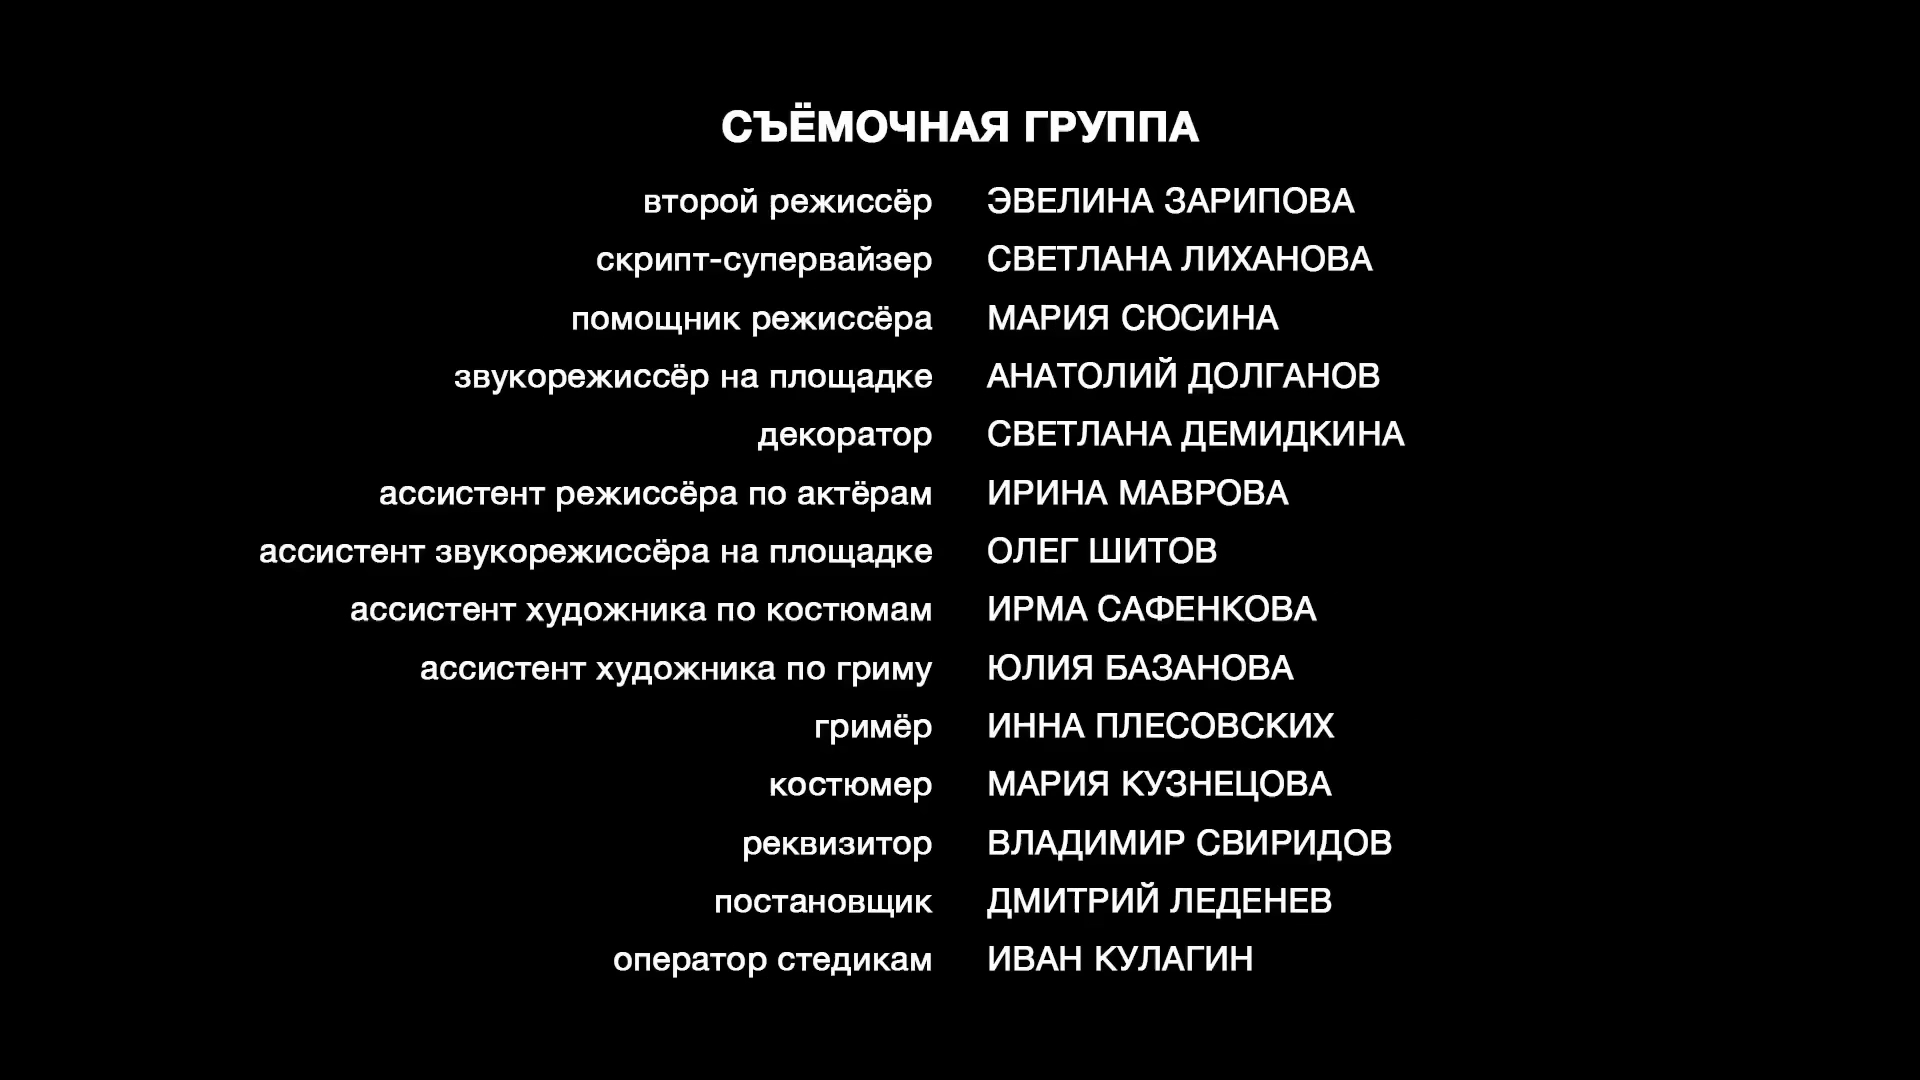 СЪЁМОЧНАЯ ГРУППА
второй режиссёр ЭВЕЛИНА ЗАРИПОВА
скрипт-супервайзер СВЕТЛАНА ЛИХАНОВА
помощник режиссёра МАРИЯ СЮСИНА
звукорежиссёр на площадке АНАТОЛИЙ ДОЛГАНОВ
декоратор СВЕТЛАНА ДЕМИДКИНА
ассистент режиссёра по актёрам ИРИНА МАВРОВА
ассистент звукорежиссёра на площадке ОЛЕГ ШИТОВ
ассистент художника по костюмам ИРМА САФЕНКОВА
ассистент художника по гриму ЮЛИЯ БАЗАНОВА
гримёр ИННА ПЛЕСОВСКИХ
костюмер МАРИЯ КУЗНЕЦОВА
реквизитор ВЛАДИМИР СВИРИДОВ
постановщик ДМИТРИЙ ЛЕДЕНЕВ
оператор стедикам ИВАН КУЛАГИН